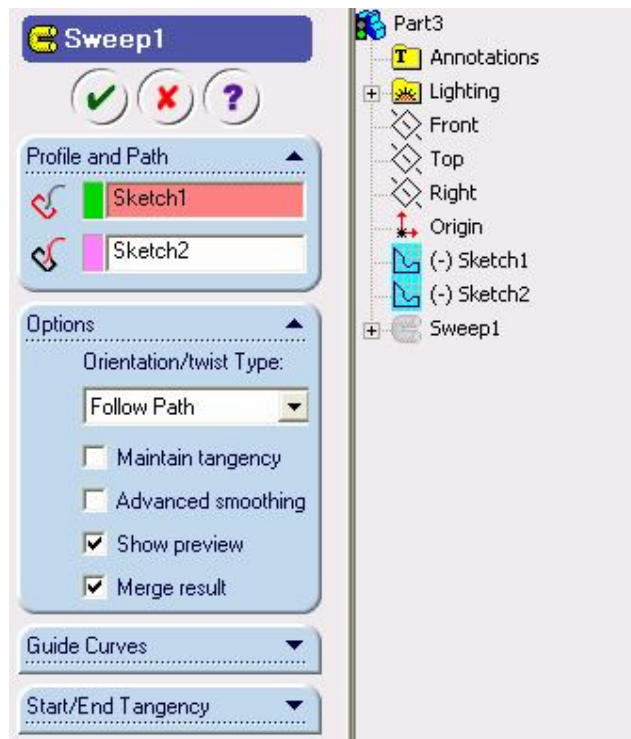 Sweep1
?
Profile and Path
Sketch1
Sketch2
Options
Orientation/twist Type:
Follow Path
Maintain tangency
Advanced smoothing
Show preview
Merge result
Guide Curves
Start/End Tangency
Part3
T Annotations
Lighting
Front
Top
Right
Origin
(-) Sketch1
(-) Sketch2
Sweep1